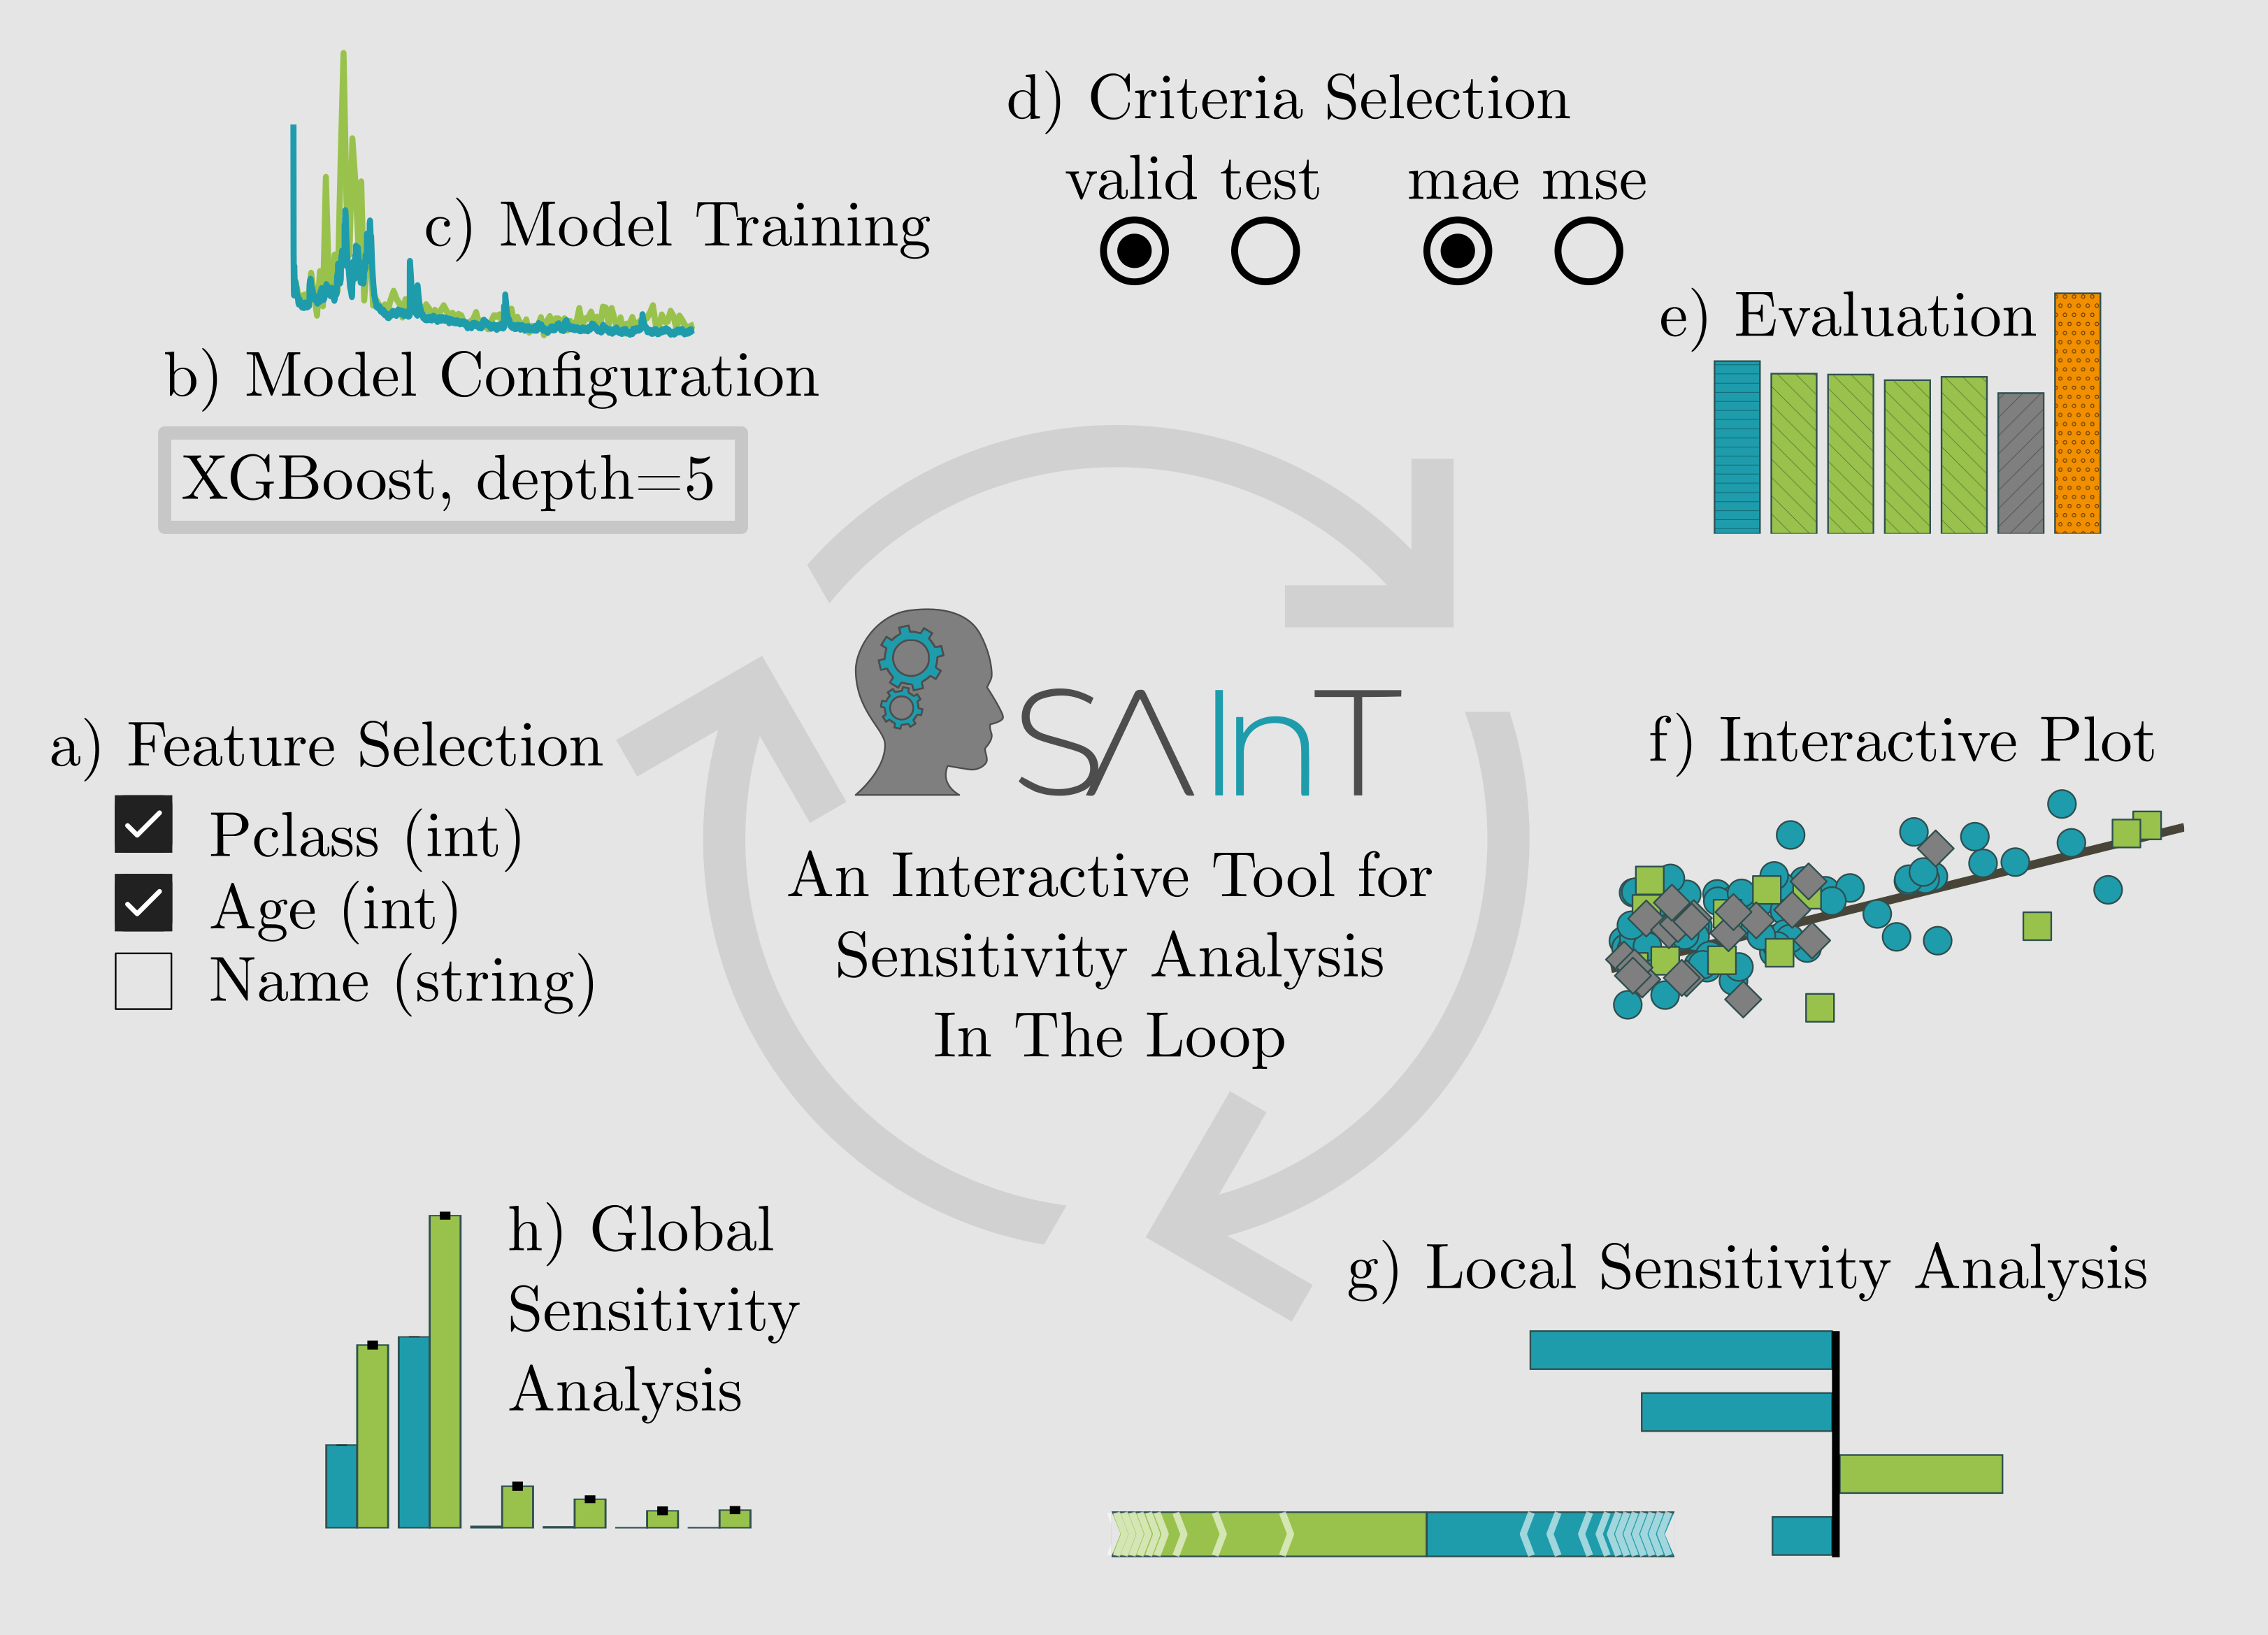 c) Model Training
b) Model Configuration
XGBoost, depth=5
d) Criteria Selection
valid test mae mse
e) Evaluation
a) Feature Selection
Pclass (int)
Age (int)
Name (string)
SAInT
An Interactive Tool for
Sensitivity Analysis
In The Loop
f) Interactive Plot
h) Global
Sensitivity
Analysis
g) Local Sensitivity Analysis